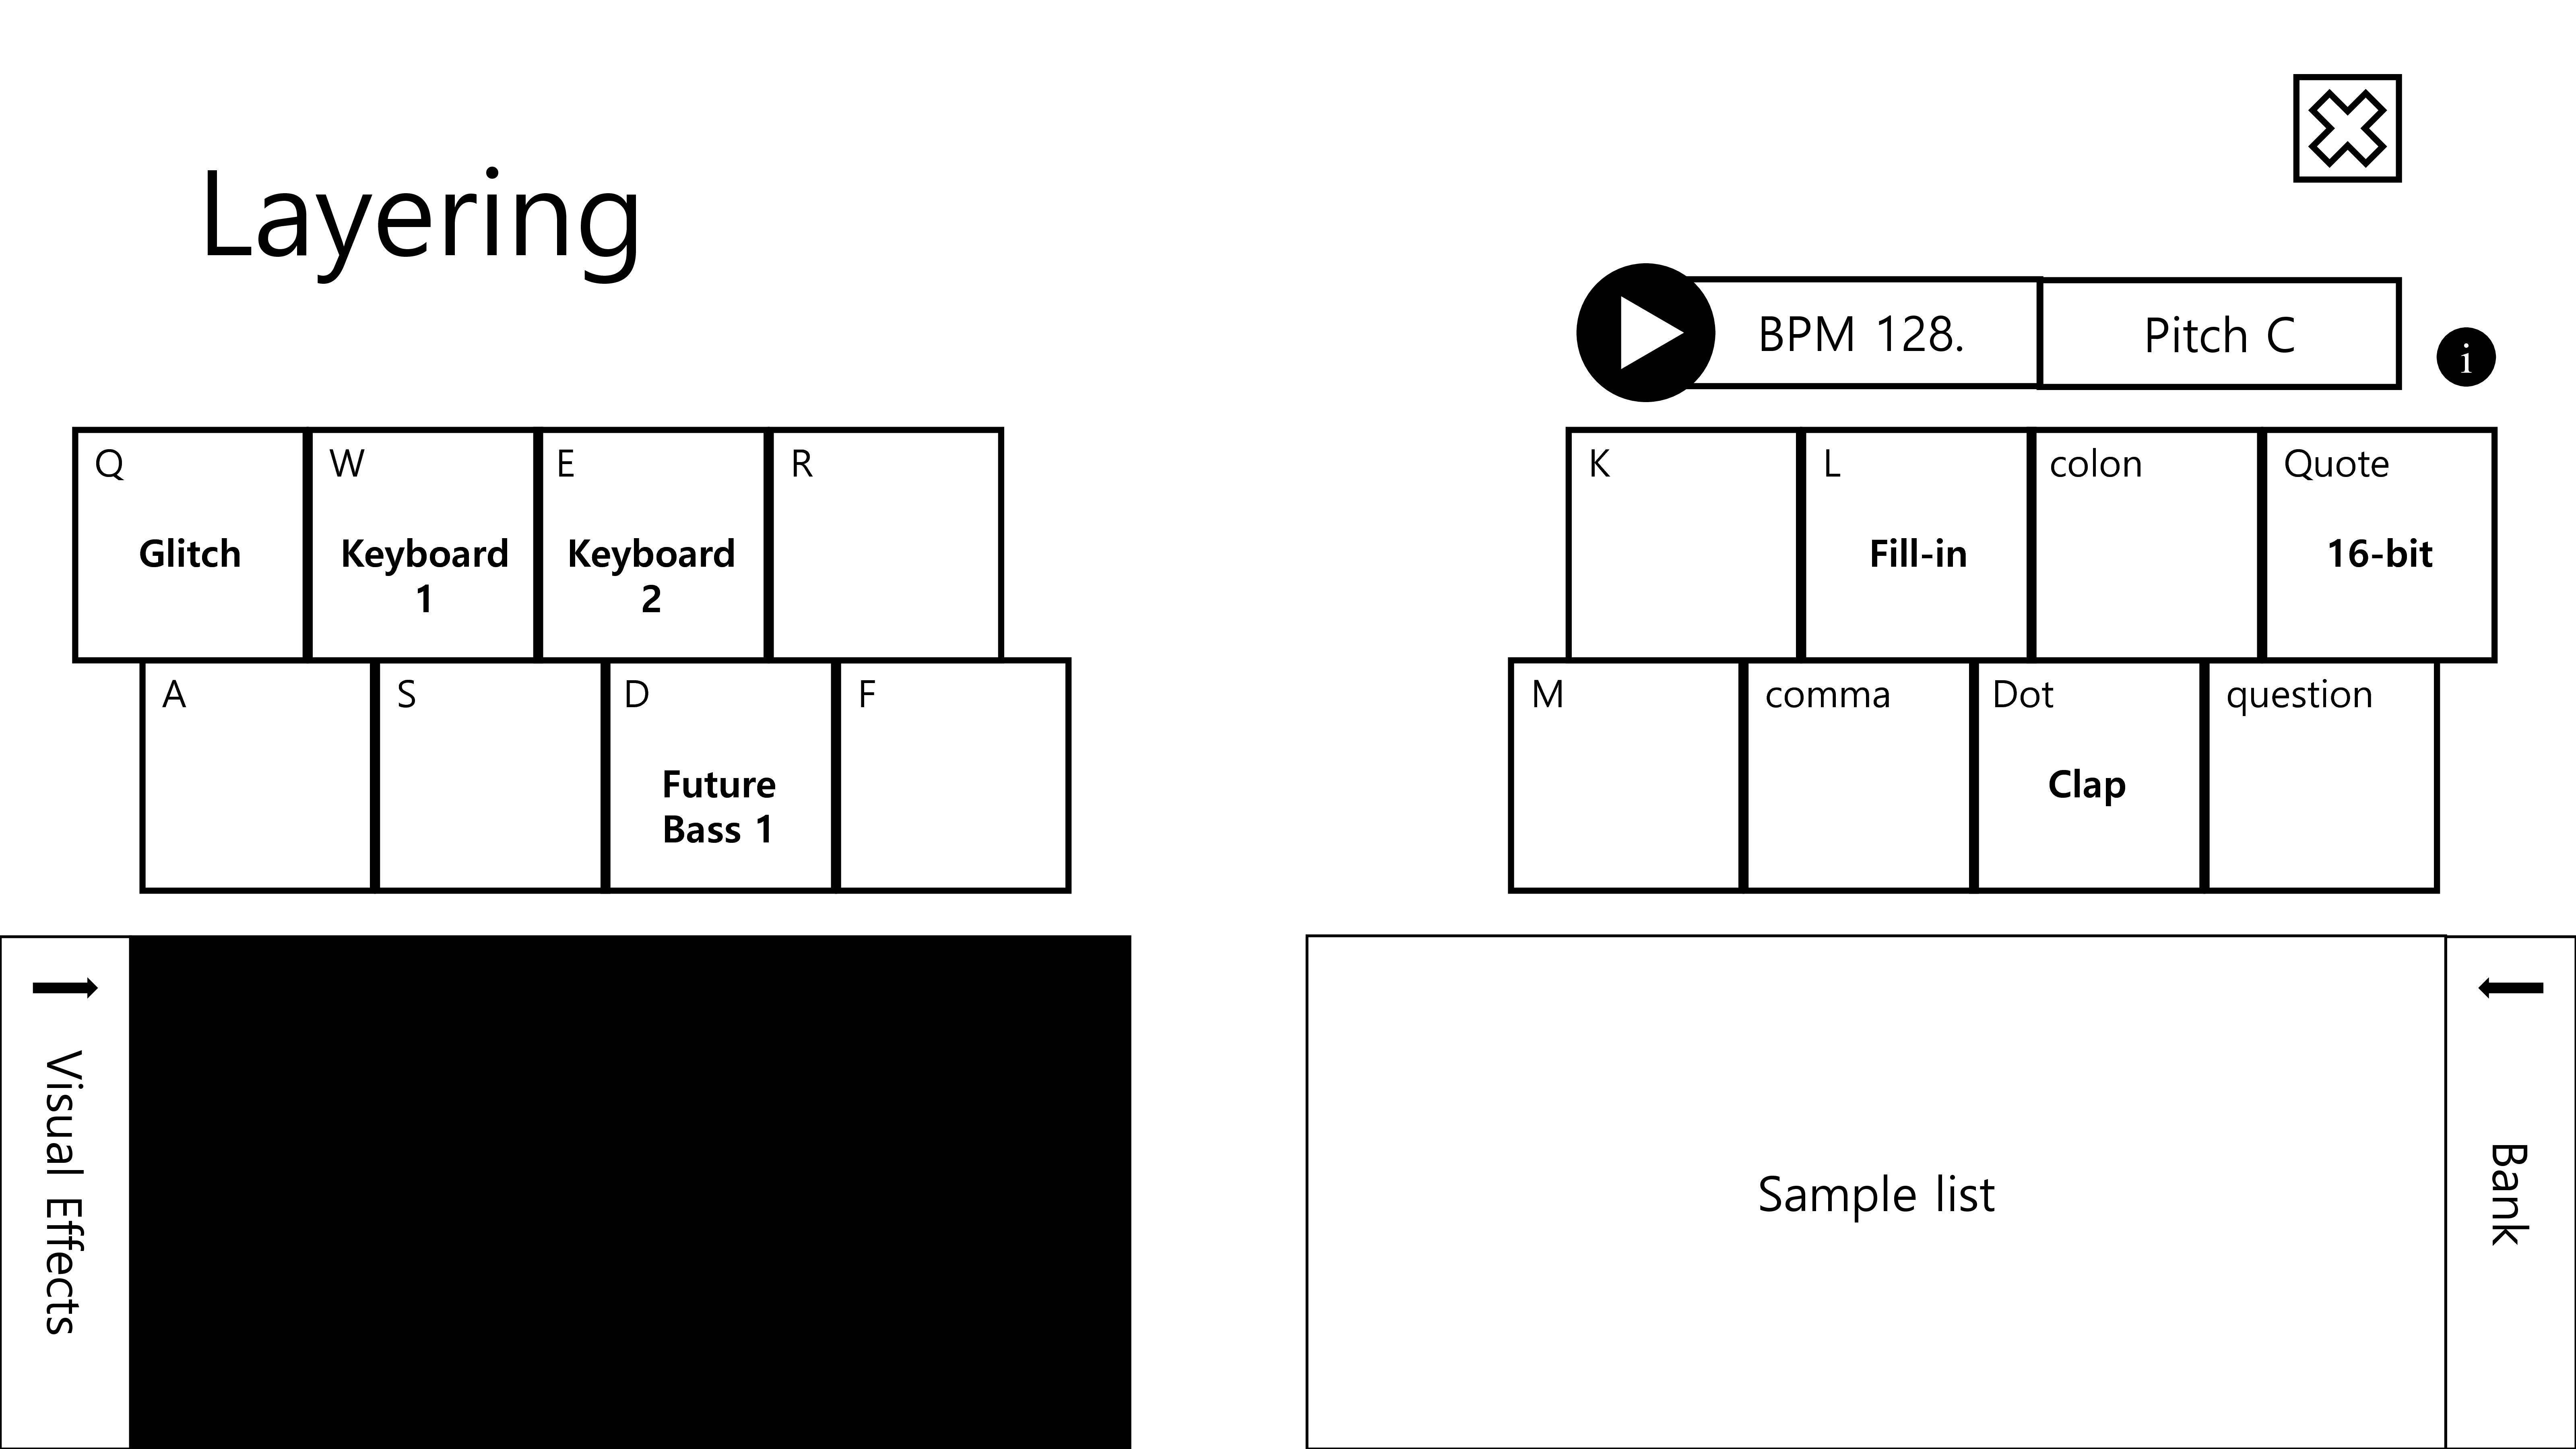 Layering
BPM 128.
Pitch C
i
Q
Glitch
W
Keyboard
1
E
Keyboard
2
R
K
L
Fill-in
colon
Quote
16-bit
A
S
D
Future
Bass 1
F
M
comma
Dot
Clap
question
Visual Effects
Sample list
Bank